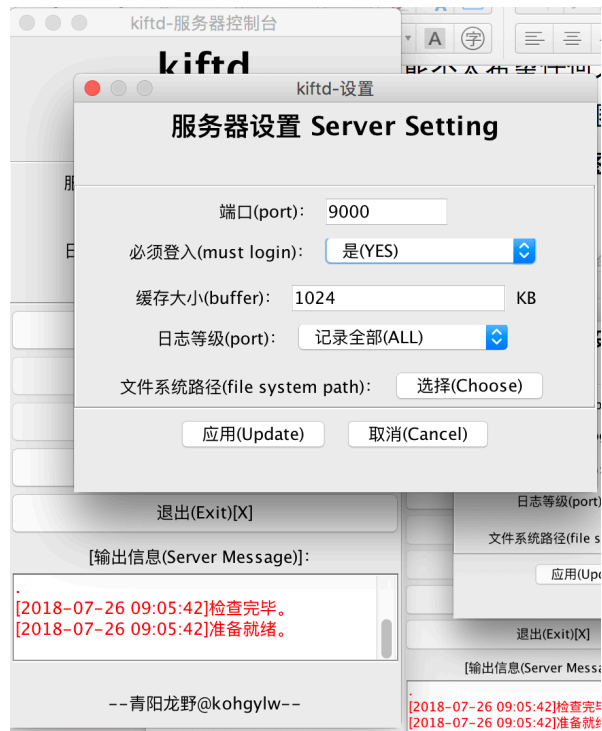 kiftd-服务器控制台
kiftd
A 字
kiftd-设置
服务器设置 Server Setting
端口(port)： 9000
必须登入(must login)： 是(YES)
缓存大小(buffer)： 1024 KB
日志等级(port)： 记录全部(ALL)
文件系统路径(file system path)： 选择(Choose)
应用(Update) 取消(Cancel)
退出(Exit)[X]
[输出信息(Server Message)]：
.
[2018-07-26 09:05:42]检查完毕。
[2018-07-26 09:05:42]准备就绪。
--青阳龙野@kohgylw--
日志等级(port)
文件系统路径(file s
应用(Upd
退出(Exit)[X]
[输出信息(Server Messa
.
[2018-07-26 09:05:42]检查完毕
[2018-07-26 09:05:42]准备就绪